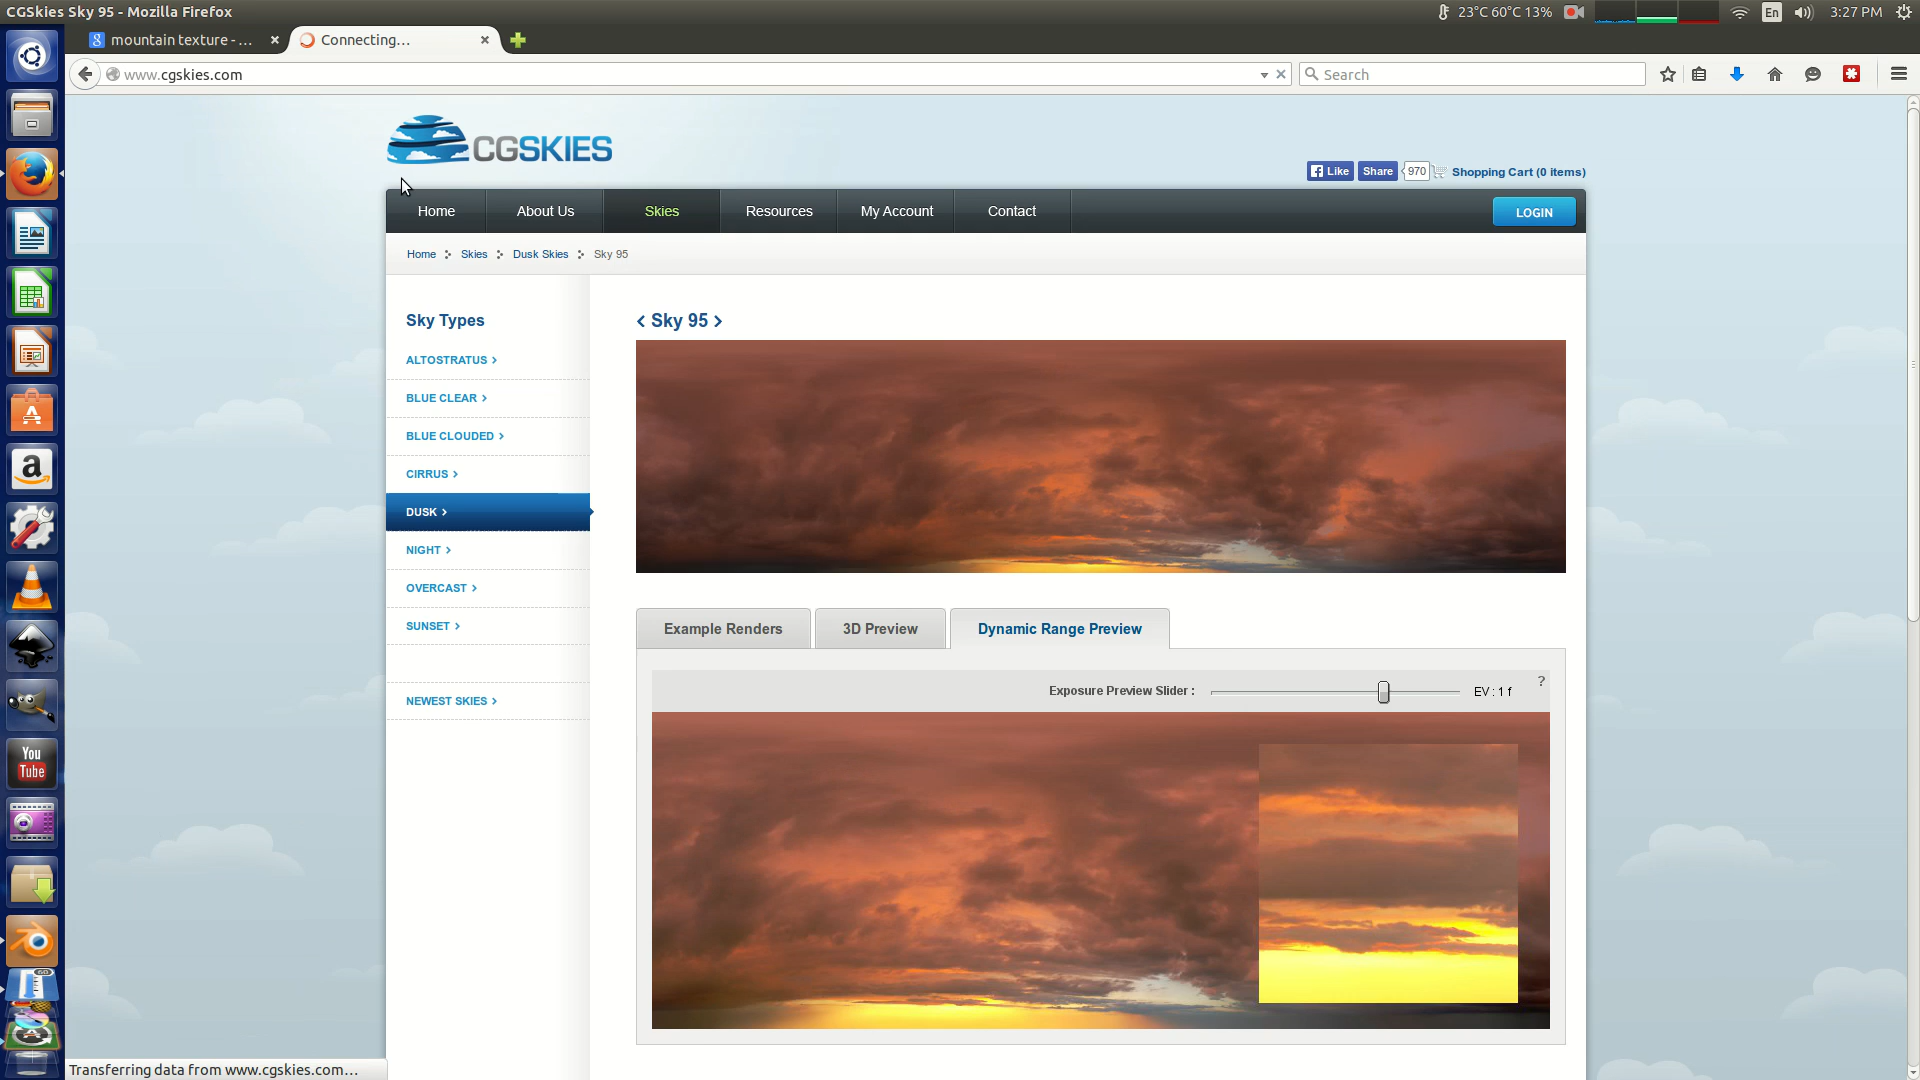 CGSkies Sky 95 - Mozilla Firefox
23°C 60°C 13%
En
3:27 PM
mountain texture - ...
Connecting...
www.cgskies.com
Search
CGSKIES
Like
Share
970
Shopping Cart (0 items)
Home
About Us
Skies
Resources
My Account
Contact
LOGIN
Home
Skies
Dusk Skies
Sky 95
Sky Types
ALTOSTRATUS
BLUE CLEAR
BLUE CLOUDED
CIRRUS
DUSK
NIGHT
OVERCAST
SUNSET
NEWEST SKIES
< Sky 95 >
Example Renders
3D Preview
Dynamic Range Preview
Exposure Preview Slider :
EV : 1 f
?
You
Tube
Transferring data from www.cgskies.com...